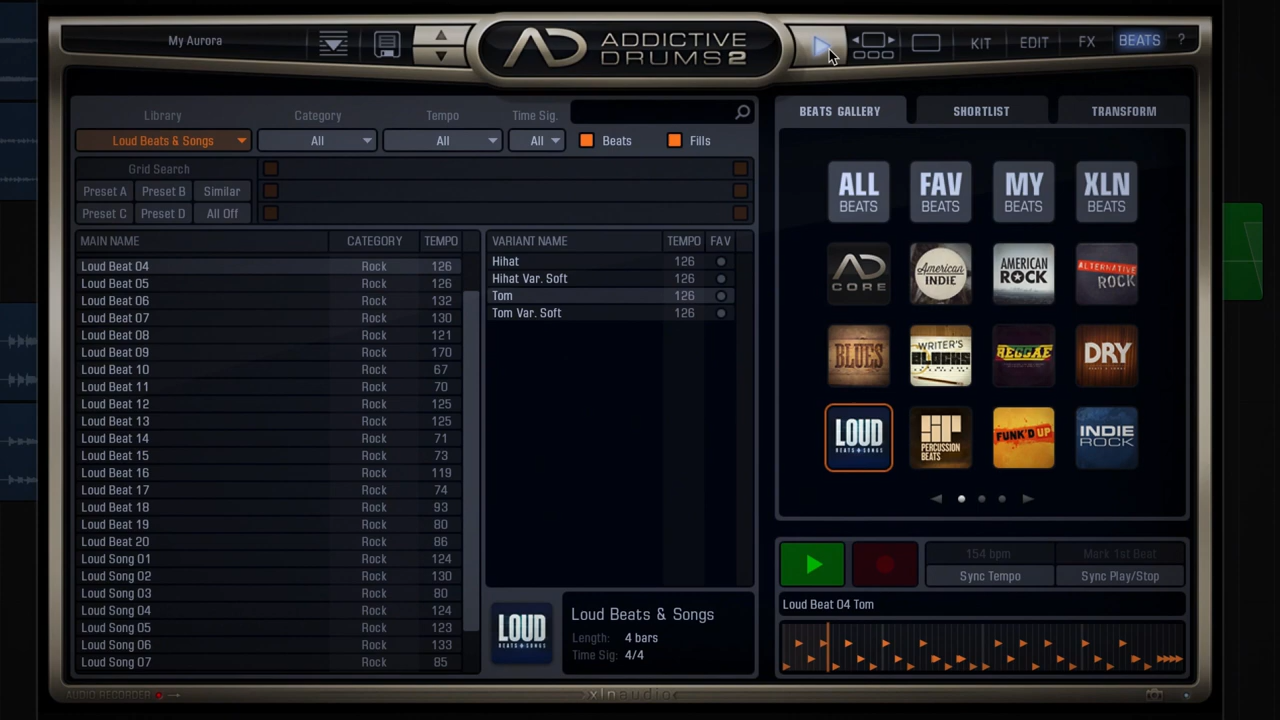 My Aurora
ADDICTIVE
DRUMS 2
KIT
EDIT
FX
BEATS
?
Library
Category
Tempo
Time Sig.
Loud Beats & Songs
All
All
All
Beats
Fills
Grid Search
Preset A
Preset B
Similar
Preset C
Preset D
All Off
MAIN NAME
CATEGORY
TEMPO
Loud Beat 04 Rock 126
Loud Beat 05 Rock 126
Loud Beat 06 Rock 132
Loud Beat 07 Rock 130
Loud Beat 08 Rock 121
Loud Beat 09 Rock 170
Loud Beat 10 Rock 67
Loud Beat 11 Rock 70
Loud Beat 12 Rock 125
Loud Beat 13 Rock 125
Loud Beat 14 Rock 71
Loud Beat 15 Rock 73
Loud Beat 16 Rock 119
Loud Beat 17 Rock 74
Loud Beat 18 Rock 93
Loud Beat 19 Rock 80
Loud Beat 20 Rock 86
Loud Song 01 Rock 124
Loud Song 02 Rock 130
Loud Song 03 Rock 80
Loud Song 04 Rock 124
Loud Song 05 Rock 123
Loud Song 06 Rock 133
Loud Song 07 Rock 85
VARIANT NAME
TEMPO
FAV
Hihat 126
Hihat Var. Soft 126
Tom 126
Tom Var. Soft 126
LOUD
BEATS+SONGS
Loud Beats & Songs
Length: 4 bars
Time Sig: 4/4
BEATS GALLERY
SHORTLIST
TRANSFORM
ALL
BEATS
FAV
BEATS
MY
BEATS
XLN
BEATS
AD
CORE
American
INDIE
AMERICAN
ROCK
ALTERNATIVE
ROCK
BLUES
WRITER'S
BLOCKS
REGGAE
DRY
LOUD
BEATS+SONGS
PERCUSSION
BEATS
FUNK'D UP
INDIE
ROCK
154 bpm
Mark 1st Beat
Sync Tempo
Sync Play/Stop
Loud Beat 04 Tom
AUDIO RECORDER
xlnaudio